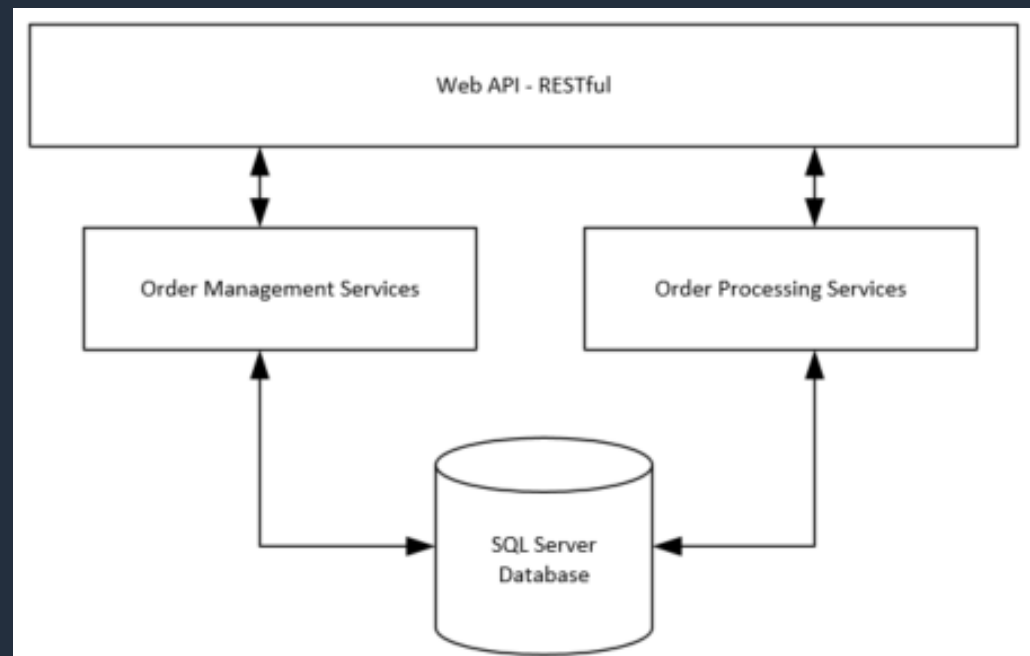 Web API - RESTful
Order Management Services
Order Processing Services
SQL Server
Database